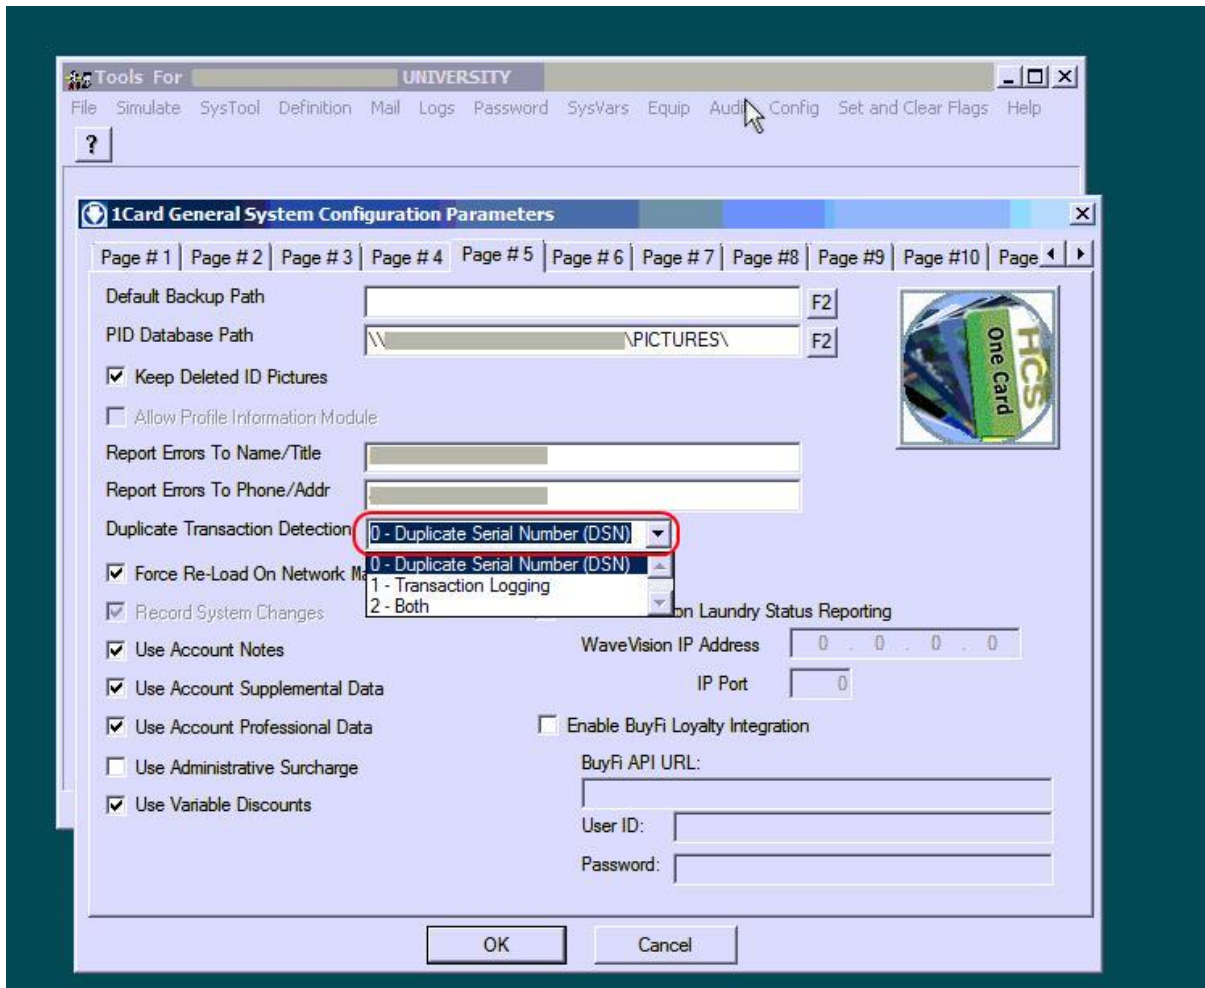 Tools For UNIVERSITY
File Simulate SysTool Definition Mail Logs Password SysVars Equip Audit Config Set and Clear Flags Help
?
1Card General System Configuration Parameters
Page # 1 Page # 2 Page # 3 Page # 4 Page # 5 Page # 6 Page # 7 Page #8 Page #9 Page #10 Page
Default Backup Path F2
PID Database Path \\ \PICTURES\ F2
HCS
One Card
Keep Deleted ID Pictures
Allow Profile Information Module
Report Errors To Name/Title
Report Errors To Phone/Addr
Duplicate Transaction Detection 0 - Duplicate Serial Number (DSN)
0 - Duplicate Serial Number (DSN)
Force Re-Load On Network
1 - Transaction Logging
2 - Both
Record System Changes on Laundry Status Reporting
Use Account Notes WaveVision IP Address 0 . 0 . 0 . 0
Use Account Supplemental Data IP Port 0
Use Account Professional Data Enable BuyFi Loyalty Integration
Use Administrative Surcharge BuyFi API URL:
Use Variable Discounts
User ID:
Password:
OK Cancel